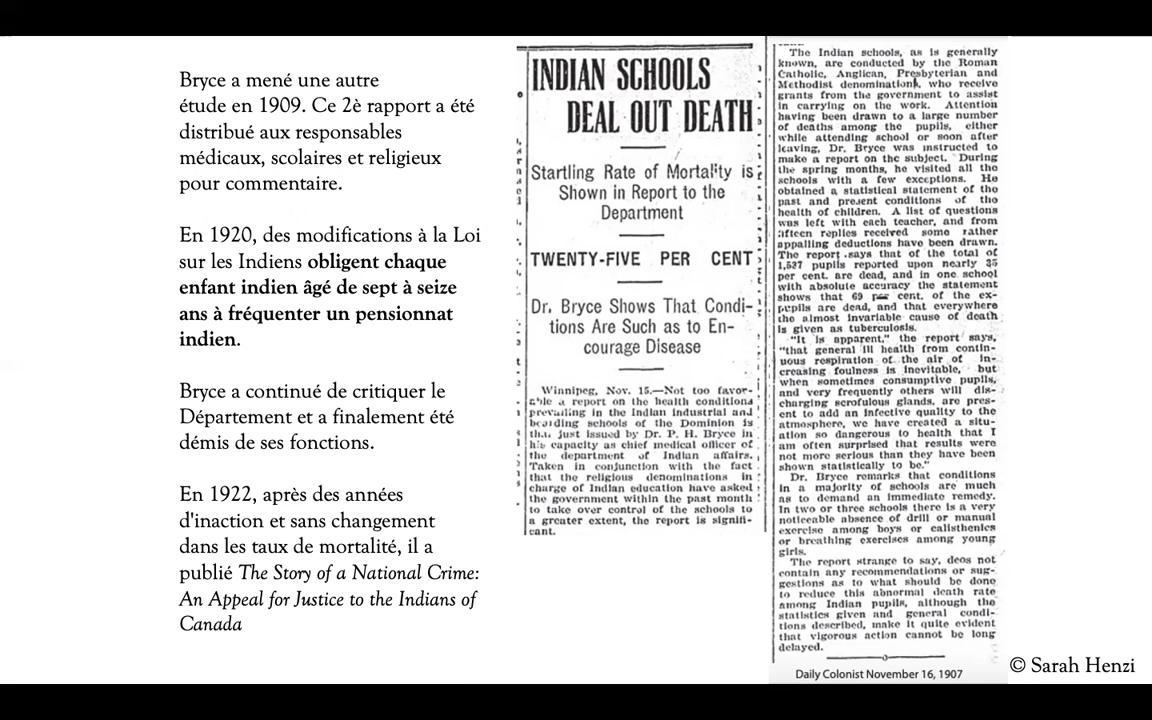 Bryce a mené une autre
étude en 1909. Ce 2è rapport a été
distribué aux responsables
médicaux, scolaires et religieux
pour commentaire.
En 1920, des modifications à la Loi
sur les Indiens obligent chaque
enfant indien âgé de sept à seize
ans à fréquenter un pensionnat
indien.
Bryce a continué de critiquer le
Département et a finalement été
démis de ses fonctions.
En 1922, après des années
d'inaction et sans changement
dans les taux de mortalité, il a
publié The Story of a National Crime:
An Appeal for Justice to the Indians of
Canada
INDIAN SCHOOLS
DEAL OUT DEATH
Startling Rate of Mortality is
Shown in Report to the
Department
TWENTY-FIVE PER CENT
Dr. Bryce Shows That Condi-
tions Are Such as to En-
courage Disease
Winnipeg, Nov. 15.—Not too favor-
able a report on the health conditions
prevailing in the Indian industrial and
boarding schools of the Dominion is
that just issued by Dr. P. H. Bryce in
his capacity as chief medical officer of
the department of Indian affairs.
Taken in conjunction with the fact
that the religious denominations in
charge of Indian education have asked
the government within the past month
to take over control of the schools to
a greater extent, the report is signifi-
cant.
The Indian schools, as is generally
known, are conducted by the Roman
Catholic, Anglican, Presbyterian and
Methodist denominations, who receive
grants from the government to assist
in carrying on the work. Attention
having been drawn to a large number
of deaths among the pupils, either
while attending school or soon after
leaving, Dr. Bryce was instructed to
make a report on the subject. During
the spring months, he visited all the
schools with a few exceptions. He
obtained a statistical statement of the
past and present conditions of the
health of children. A list of questions
was left with each teacher, and from
fifteen replies received some rather
appalling deductions have been drawn.
The report says that of the total of
1,537 pupils reported upon nearly 25
per cent. are dead, and in one school
with absolute accuracy the statement
shows that 69 per cent. of the ex-
pupils are dead, and that everywhere
the almost invariable cause of death
is given as tuberculosis.
"It is apparent," the report says,
"that general ill health from contin-
uous respiration of the air of in-
creasing foulness is inevitable, but
when sometimes consumptive pupils,
and very frequently others will dis-
charging scrofulous glands, are pres-
ent to add an infective quality to the
atmosphere, we have created a situ-
ation so dangerous to health that I
am often surprised that results were
not more serious than they have been
shown statistically to be."
Dr. Bryce remarks that conditions
in a majority of schools are much
as to demand an immediate remedy.
In two or three schools there is a very
noticeable absence of drill or manual
exercise among boys or calisthenics
or breathing exercises among young
girls.
The report strange to say, deos not
contain any recommendations or sug-
gestions as to what should be done
to reduce this abnormal death rate
among Indian pupils, although the
statistics given and general condi-
tions described, make it quite evident
that vigorous action cannot be long
delayed.
Daily Colonist November 16, 1907
© Sarah Henzi